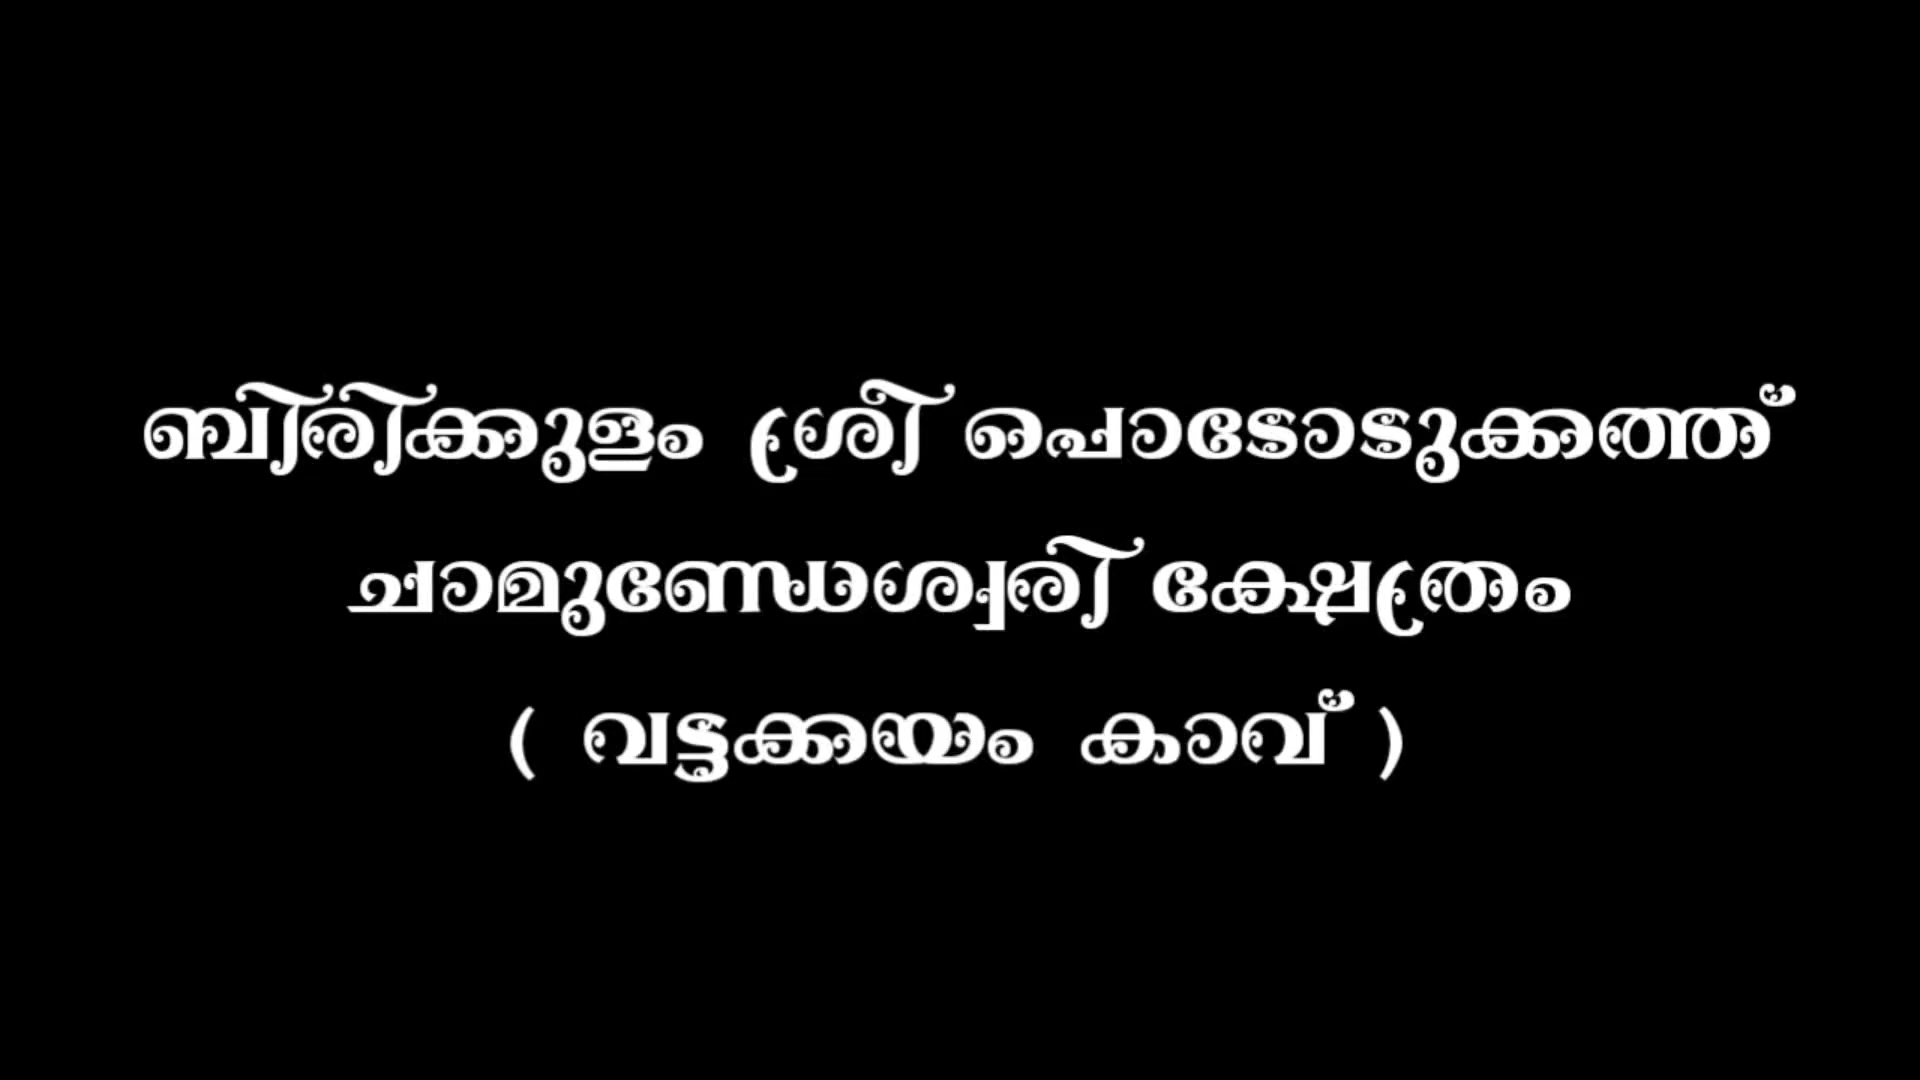 ബിരിക്കുളം ശ്രീ പൊടോടുക്കത്ത്
ചാമുണ്ഡേശ്വരി ക്ഷേത്രം
( വട്ടക്കയം കാവ് )